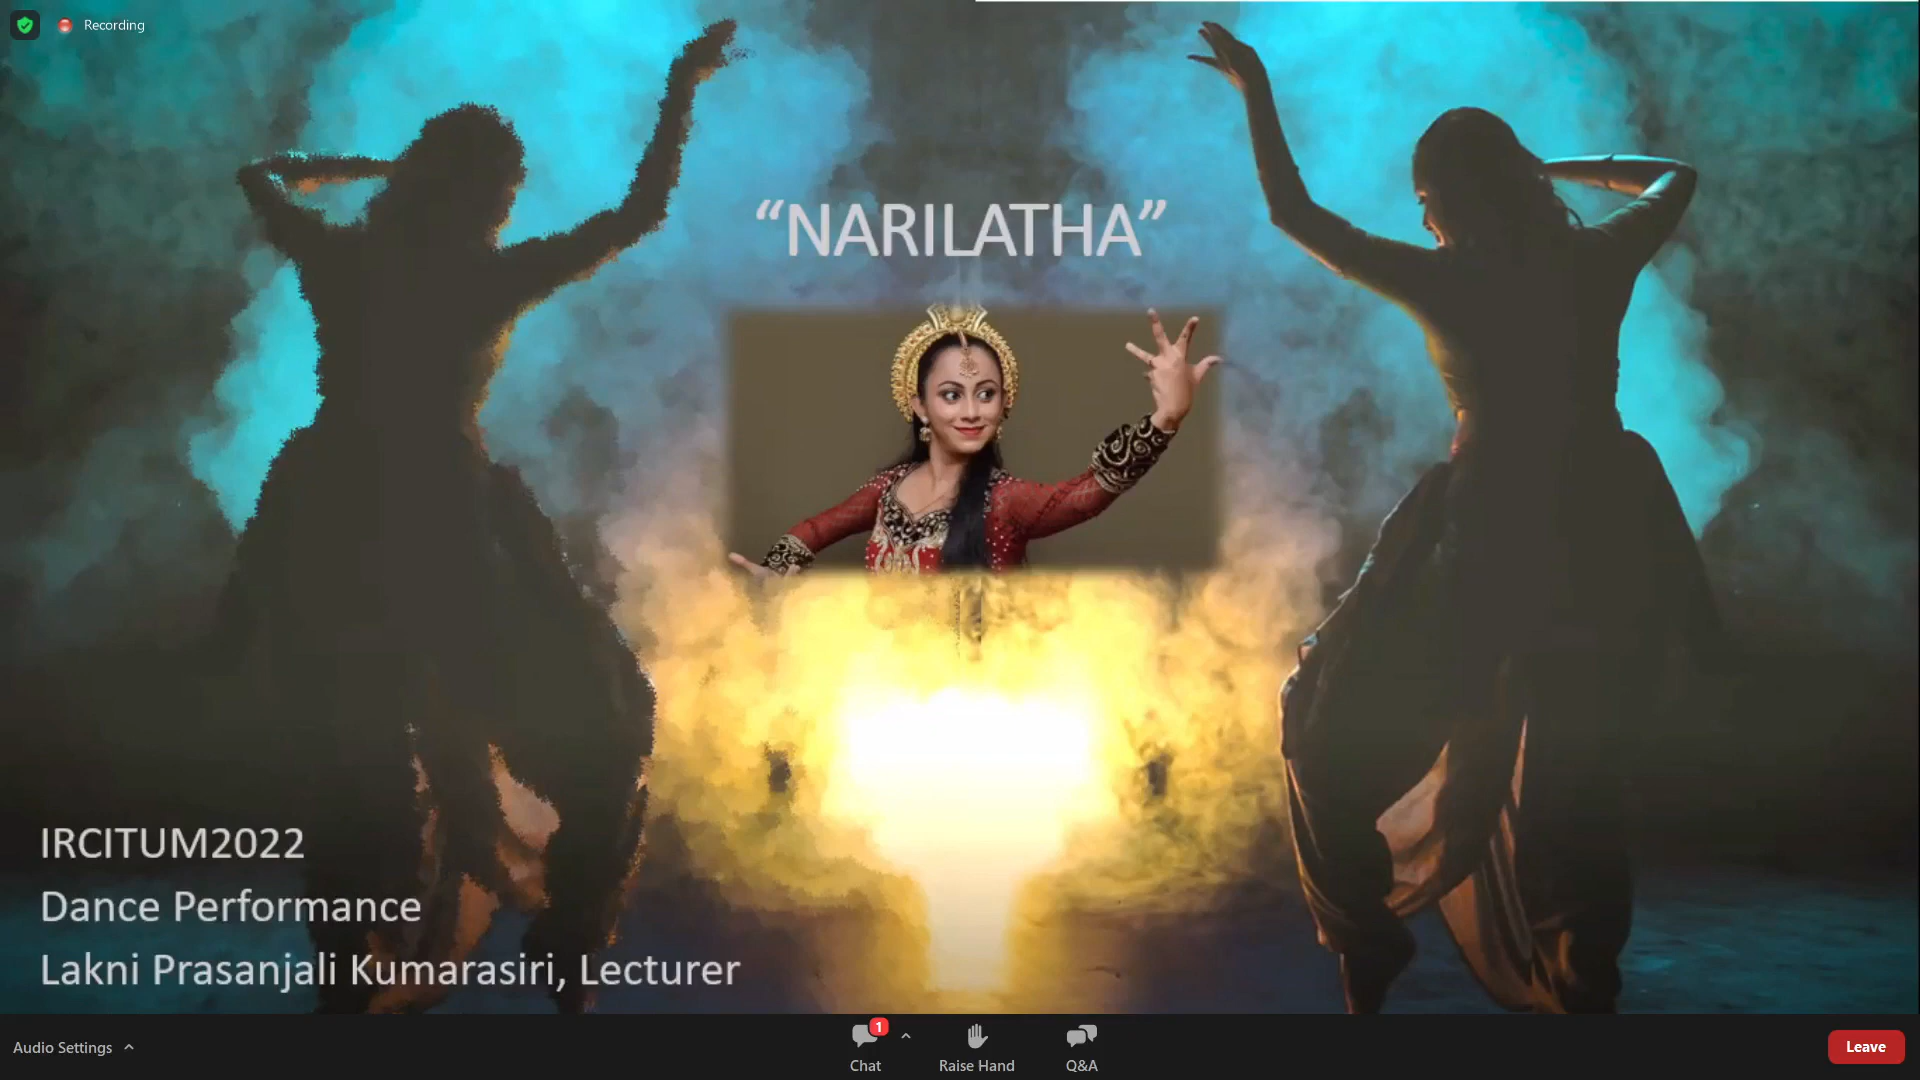 Recording
“NARILATHA”
IRCITUM2022
Dance Performance
Lakni Prasanjali Kumarasiri, Lecturer
Audio Settings
1
Chat
Raise Hand
Q&A
Leave